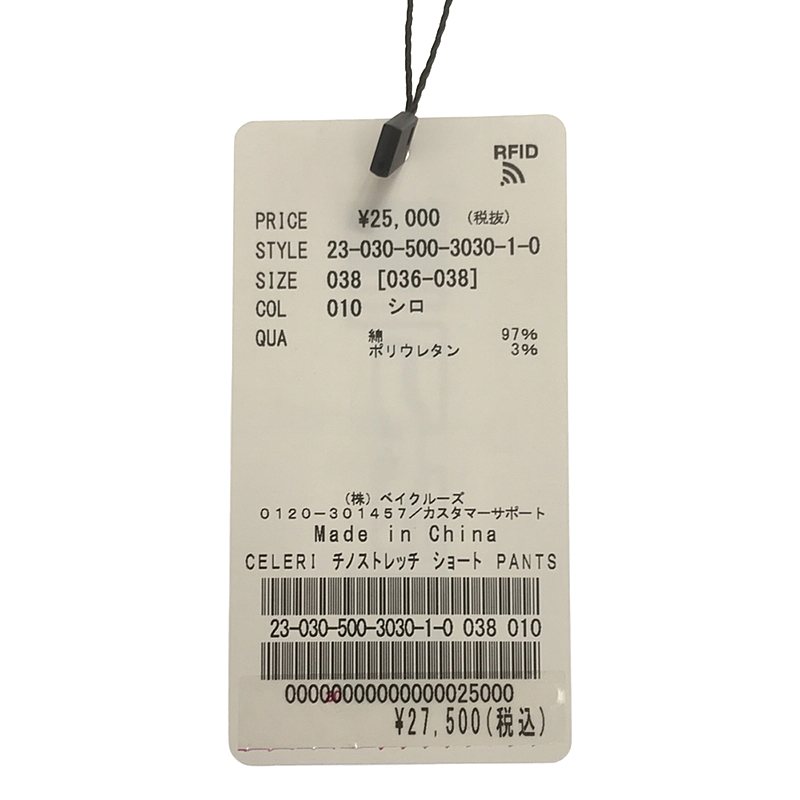 RFID
PRICE ¥25,000 (税抜)
STYLE 23-030-500-3030-1-0
SIZE 038 [036-038]
COL 010 シロ
QUA 綿 97%
ポリウレタン 3%
(株)ベイクルーズ
0120-301457/カスタマーサポート
Made in China
CELERI チノストレッチ ショート PANTS
23-030-500-3030-1-0 038 010
¥27,500(税込)